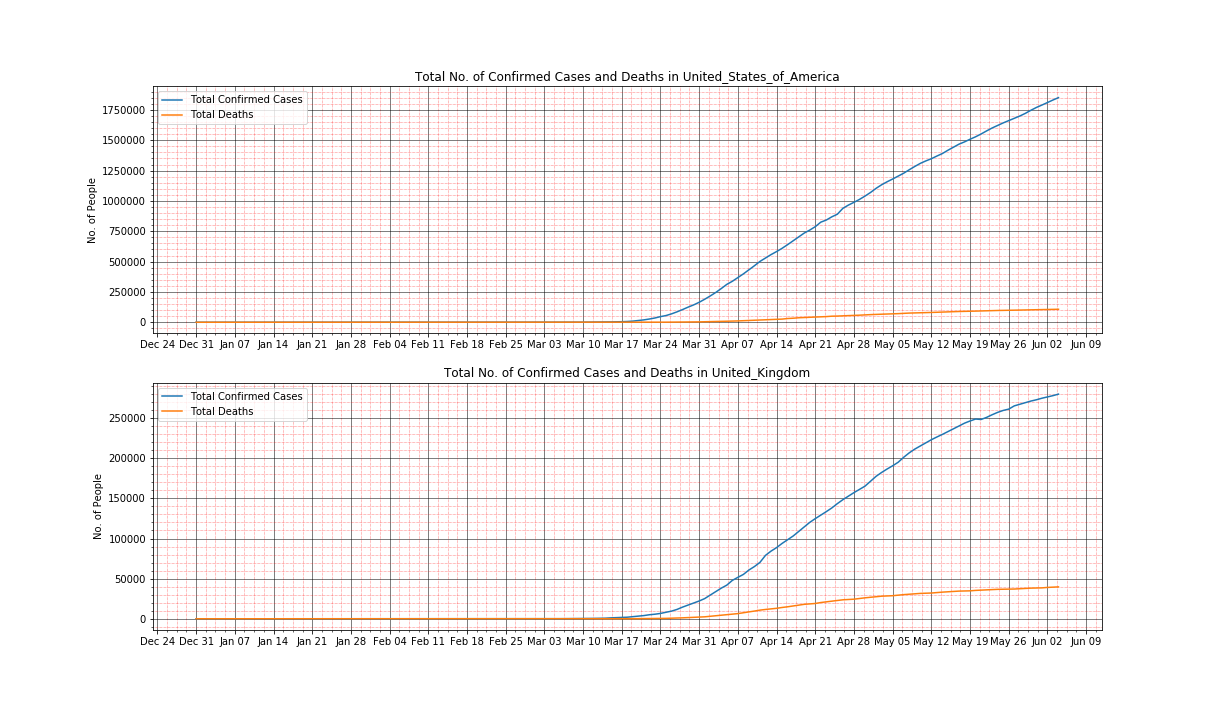 Total No. of Confirmed Cases and Deaths in United_States_of_America
Total Confirmed Cases
Total Deaths
No. of People
1750000
1500000
1250000
1000000
750000
500000
250000
0
Dec 24 Dec 31 Jan 07 Jan 14 Jan 21 Jan 28 Feb 04 Feb 11 Feb 18 Feb 25 Mar 03 Mar 10 Mar 17 Mar 24 Mar 31 Apr 07 Apr 14 Apr 21 Apr 28 May 05 May 12 May 19 May 26 Jun 02 Jun 09
Total No. of Confirmed Cases and Deaths in United_Kingdom
Total Confirmed Cases
Total Deaths
No. of People
250000
200000
150000
100000
50000
0
Dec 24 Dec 31 Jan 07 Jan 14 Jan 21 Jan 28 Feb 04 Feb 11 Feb 18 Feb 25 Mar 03 Mar 10 Mar 17 Mar 24 Mar 31 Apr 07 Apr 14 Apr 21 Apr 28 May 05 May 12 May 19 May 26 Jun 02 Jun 09